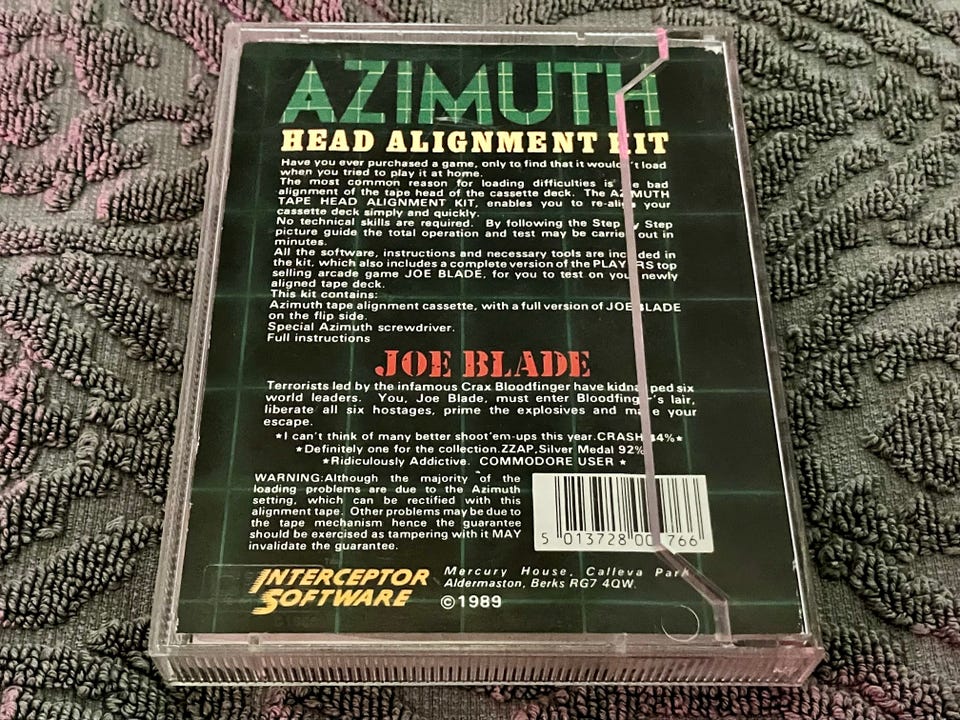 AZIMUTH
HEAD ALIGNMENT KIT
Have you ever purchased a game, only to find that it wouldn't load
when you tried to play it at home.
The most common reason for loading difficulties is the bad
alignment of the tape head of the cassette deck. The AZIMUTH
TAPE HEAD ALIGNMENT KIT, enables you to re-align your
cassette deck simply and quickly.
No technical skills are required. By following the Step by Step
picture guide the total operation and test may be carried out in
minutes.
All the software, instructions and necessary tools are included in
the kit, which also includes a complete version of the PLAYERS top
selling arcade game JOE BLADE, for you to test on your newly
aligned tape deck.
This kit contains:
Azimuth tape alignment cassette, with a full version of JOE BLADE
on the flip side.
Special Azimuth screwdriver.
Full instructions
JOE BLADE
Terrorists led by the infamous Crax Bloodfinger have kidnapped six
world leaders. You, Joe Blade, must enter Bloodfinger's lair,
liberate all six hostages, prime the explosives and make your
escape.
★I can't think of many better shoot'em-ups this year.CRASH 4%★
★Definitely one for the collection.ZZAP.Silver Medal 92%
★Ridiculously Addictive. COMMODORE USER ★
WARNING:Although the majority of the
loading problems are due to the Azimuth
setting, which can be rectified with this
alignment tape. Other problems may be due to
the tape mechanism hence the guarantee
should be exercised as tampering with it MAY
invalidate the guarantee.
5 013728 00 766
INTERCEPTOR
SOFTWARE
Mercury House, Calleva Park
Aldermaston, Berks RG7 4QW.
©1989